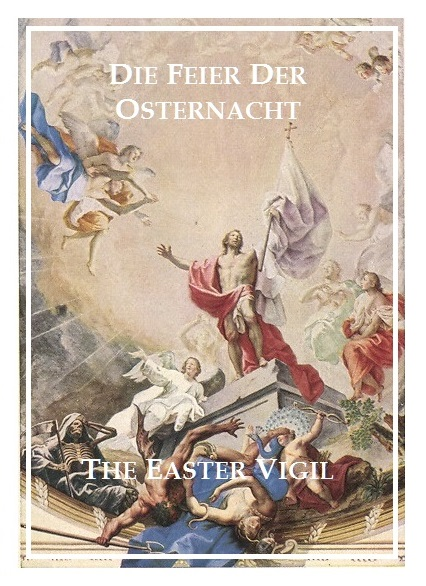 Die Feier Der
Osternacht
The Easter Vigil